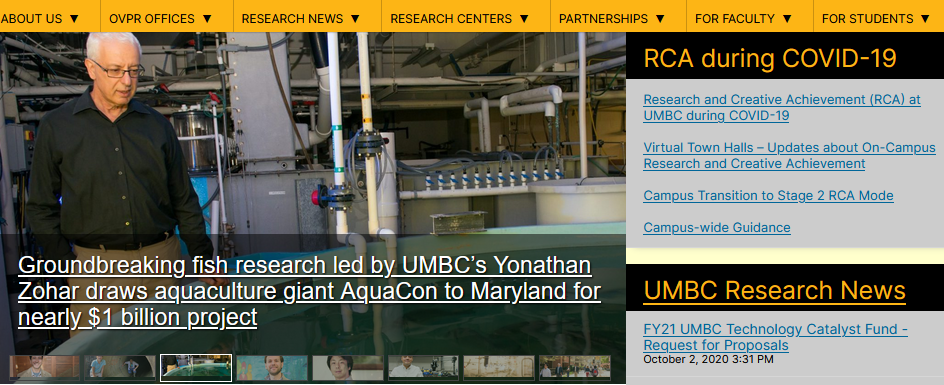 ABOUT US ▼ OVPR OFFICES ▼ RESEARCH NEWS ▼ RESEARCH CENTERS ▼ PARTNERSHIPS ▼ FOR FACULTY ▼ FOR STUDENTS ▼
Groundbreaking fish research led by UMBC’s Yonathan
Zohar draws aquaculture giant AquaCon to Maryland for
nearly $1 billion project
RCA during COVID-19
Research and Creative Achievement (RCA) at
UMBC during COVID-19
Virtual Town Halls – Updates about On-Campus
Research and Creative Achievement
Campus Transition to Stage 2 RCA Mode
Campus-wide Guidance
UMBC Research News
FY21 UMBC Technology Catalyst Fund -
Request for Proposals
October 2, 2020 3:31 PM